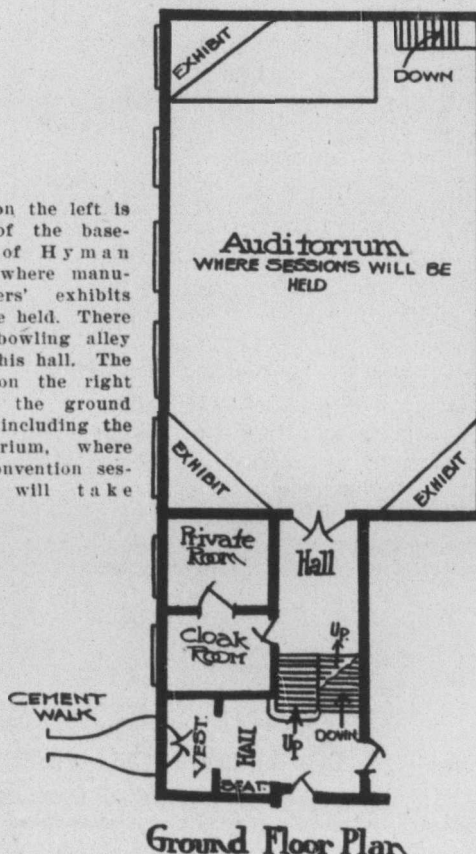 on the left is
of the base-
of Hyman
where manu-
ers' exhibits
e held. There
bowling alley
his hall. The
on the right
the ground
including the
rium, where
onvention ses-
will take
EXHIBIT
DOWN
Auditorium
WHERE SESSIONS WILL BE
HELD
EXHIBIT
EXHIBIT
Private
Room
Hall
Cloak
Room
UP.
CEMENT
WALK
VEST.
HALL
UP
DOWN
SEAT
Ground Floor Plan